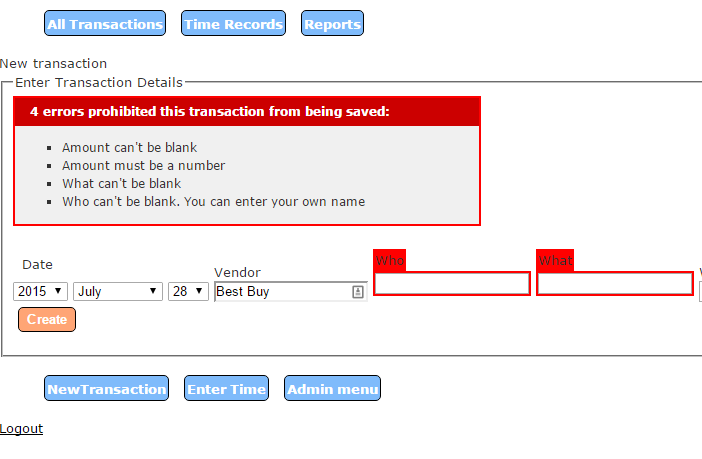 All Transactions Time Records Reports
New transaction
Enter Transaction Details
4 errors prohibited this transaction from being saved:
Amount can't be blank
Amount must be a number
What can't be blank
Who can't be blank. You can enter your own name
Date Vendor Who What
2015 July 28 Best Buy
Create
NewTransaction Enter Time Admin menu
Logout